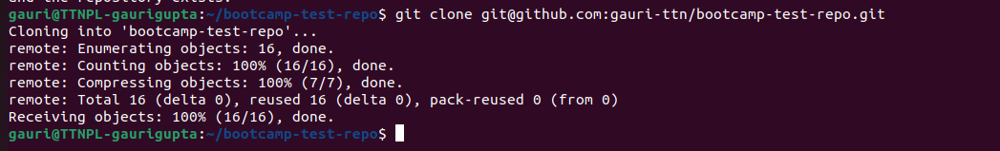 and the repository exists.
gauri@TTNPL-gaurigupta:~/bootcamp-test-repo$ git clone git@github.com:gauri-ttn/bootcamp-test-repo.git
Cloning into 'bootcamp-test-repo'...
remote: Enumerating objects: 16, done.
remote: Counting objects: 100% (16/16), done.
remote: Compressing objects: 100% (7/7), done.
remote: Total 16 (delta 0), reused 16 (delta 0), pack-reused 0 (from 0)
Receiving objects: 100% (16/16), done.
gauri@TTNPL-gaurigupta:~/bootcamp-test-repo$